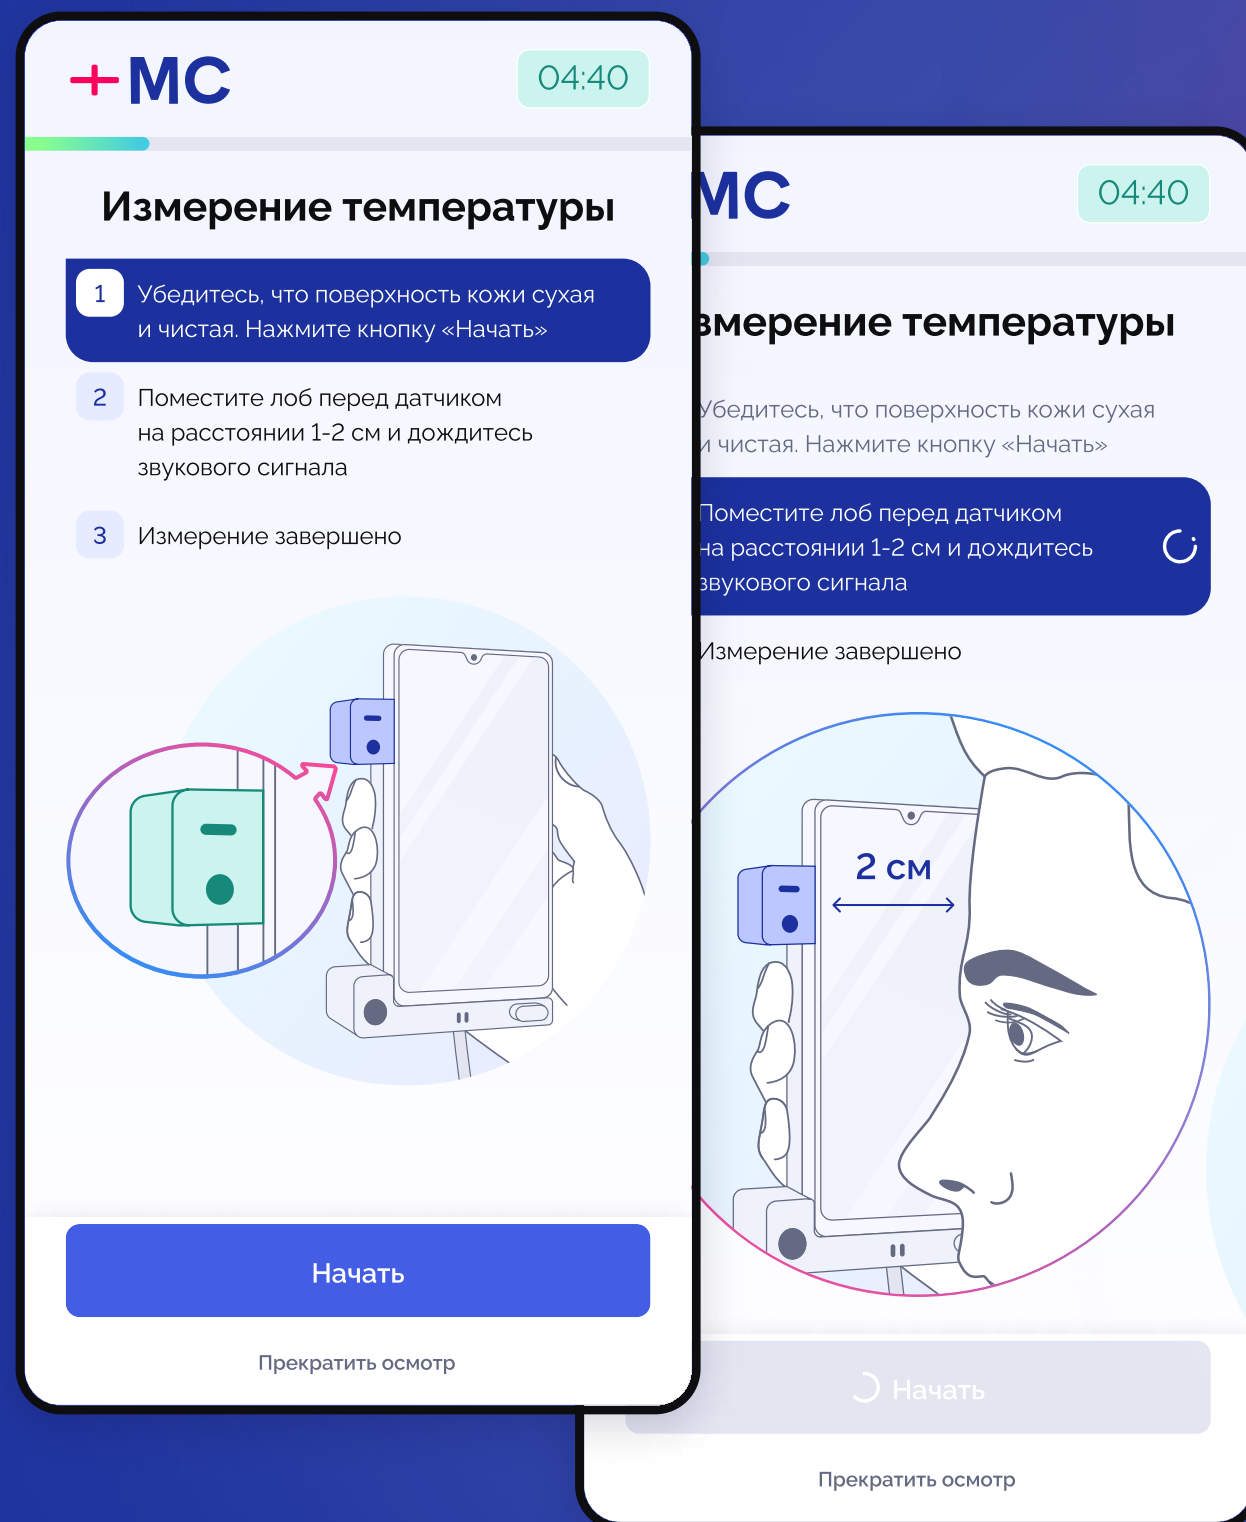 +МС
04:40
Измерение температуры
1
Убедитесь, что поверхность кожи сухая
и чистая. Нажмите кнопку «Начать»
2
Поместите лоб перед датчиком
на расстоянии 1-2 см и дождитесь
звукового сигнала
3
Измерение завершено
Начать
Прекратить осмотр
МС
04:40
змерение температуры
Убедитесь, что поверхность кожи сухая
и чистая. Нажмите кнопку «Начать»
Поместите лоб перед датчиком
на расстоянии 1-2 см и дождитесь
звукового сигнала
Измерение завершено
2 см
Начать
Прекратить осмотр